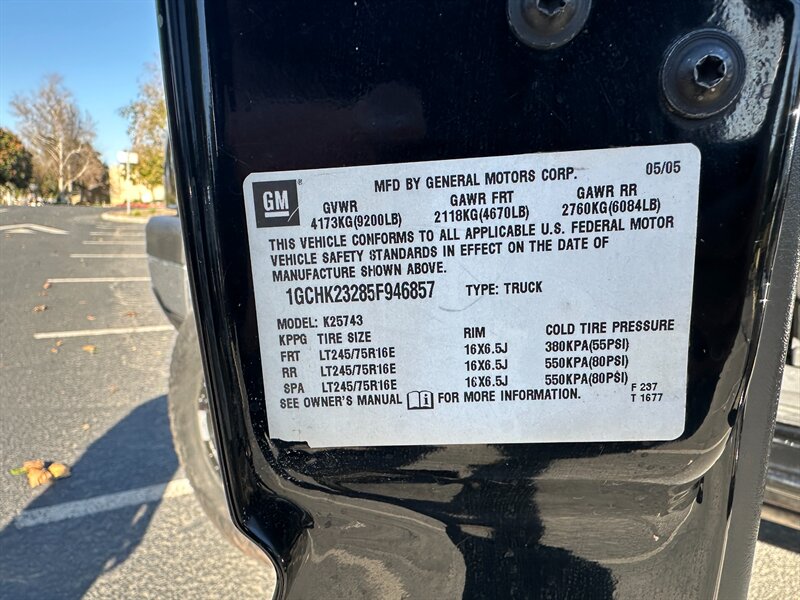 GM
MFD BY GENERAL MOTORS CORP. 05/05
GVWR GAWR FRT GAWR RR
4173KG(9200LB) 2118KG(4670LB) 2760KG(6084LB)
THIS VEHICLE CONFORMS TO ALL APPLICABLE U.S. FEDERAL MOTOR
VEHICLE SAFETY STANDARDS IN EFFECT ON THE DATE OF
MANUFACTURE SHOWN ABOVE.
1GCHK23285F946857 TYPE: TRUCK
MODEL: K25743
KPPG TIRE SIZE RIM COLD TIRE PRESSURE
FRT LT245/75R16E 16X6.5J 380KPA(55PSI)
RR LT245/75R16E 16X6.5J 550KPA(80PSI)
SPA LT245/75R16E 16X6.5J 550KPA(80PSI)
SEE OWNER'S MANUAL FOR MORE INFORMATION. F 237
T 1677